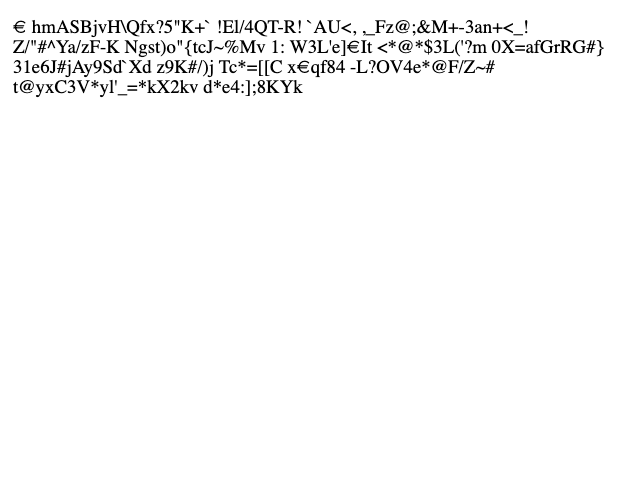 € hmASBjvH\Qfx?5"K+` !El/4QT-R! `AU<, ,_Fz@;&M+-3an+<_!
Z/"#^Ya/zF-K Ngst)o"{tcJ~%Mv 1: W3L'e]€It <*@*$3L('?m 0X=afGrRG#}
31e6J#jAy9Sd`Xd z9K#/)j Tc*=[[C x€qf84 -L?OV4e*@F/Z~#
t@yxC3V*yl'_=*kX2kv d*e4:];8KYk